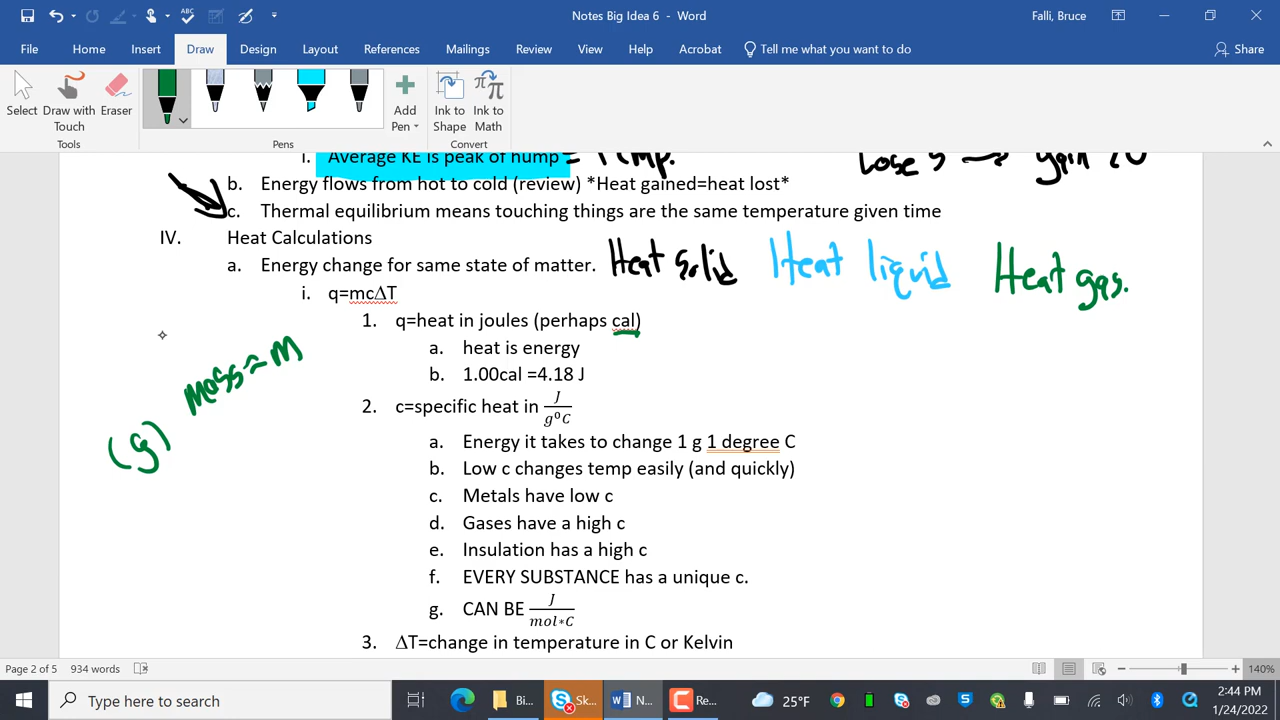 Notes Big Idea 6 - Word
Falli, Bruce
File Home Insert Draw Design Layout References Mailings Review View Help Acrobat Tell me what you want to do Share
Select Draw with Touch Eraser Add Pen Ink to Shape Ink to Math
Tools Pens Convert
i. Average KE is peak of hump = Temp. Lose 5 → gain 20
b. Energy flows from hot to cold (review) *Heat gained=heat lost*
c. Thermal equilibrium means touching things are the same temperature given time
IV. Heat Calculations
a. Energy change for same state of matter. Heat solid Heat liquid Heat gas.
i. q=mcΔT
1. q=heat in joules (perhaps cal)
a. heat is energy
mass = m
b. 1.00cal =4.18 J
2. c=specific heat in J/g°C
(g)
a. Energy it takes to change 1 g 1 degree C
b. Low c changes temp easily (and quickly)
c. Metals have low c
d. Gases have a high c
e. Insulation has a high c
f. EVERY SUBSTANCE has a unique c.
g. CAN BE J/mol∗C
3. ΔT=change in temperature in C or Kelvin
Page 2 of 5 934 words 140%
Type here to search Bi... Sk... N... Re... 25°F 2:44 PM
1/24/2022